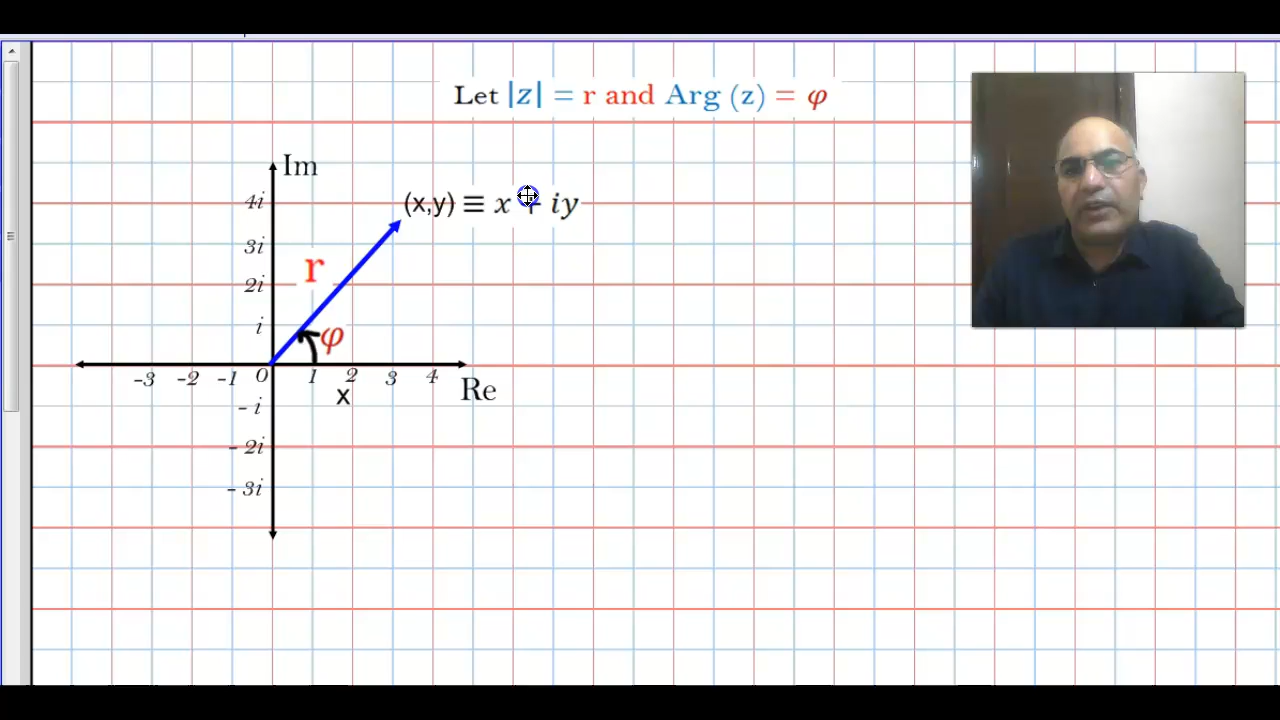 Let |z| = r and Arg (z) = φ
Im
(x,y) ≡ x + iy
4i
3i
2i
i
r
φ
-3 -2 -1 0 1 2 3 4
x
Re
- i
- 2i
- 3i